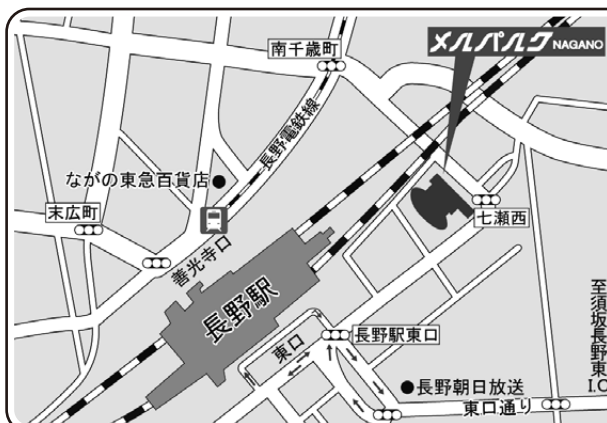 メルパルク NAGANO
南千歳町
長野電鉄線
ながの東急百貨店
末広町
七瀬西
善光寺口
長野駅
長野駅東口
東口
至須坂長野東I.C
長野朝日放送
東口通り